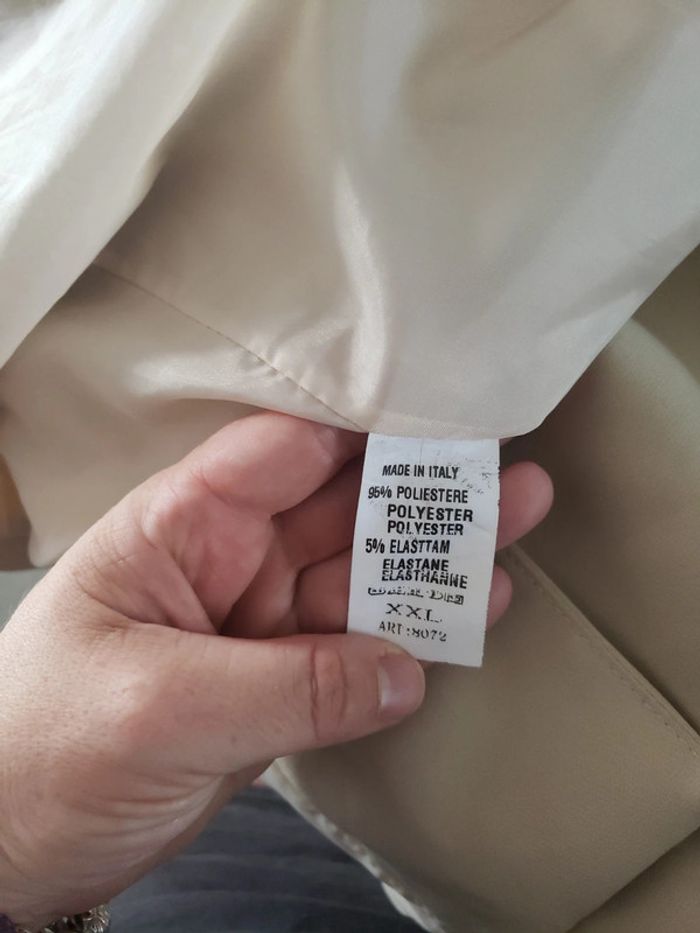 MADE IN ITALY
95% POLIESTERE
POLYESTER
POLYESTER
5% ELASTTAM
ELASTANE
ELASTHANNE
XXL
ART:8072